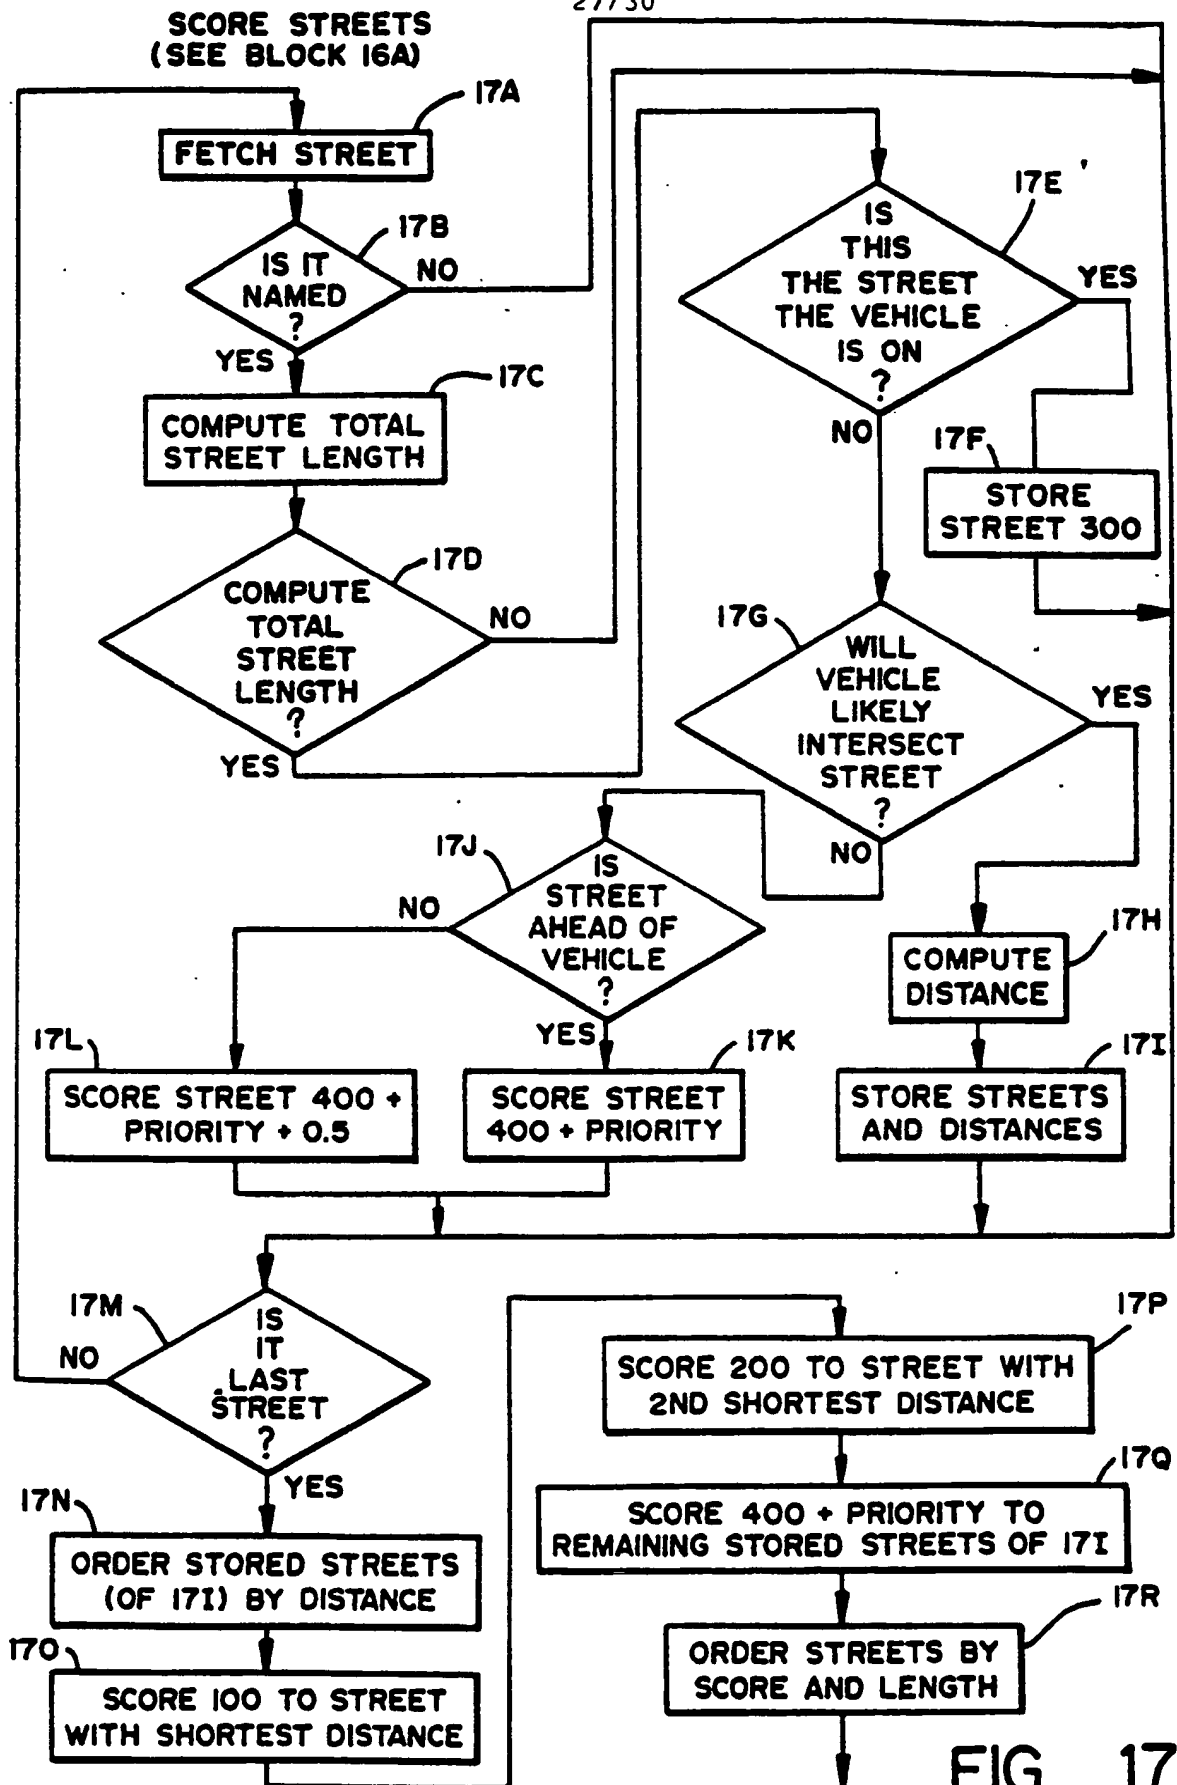 27/30
SCORE STREETS
(SEE BLOCK 16A)
17A
FETCH STREET
17B
IS IT
NAMED
?
NO
YES
17C
COMPUTE TOTAL
STREET LENGTH
17D
COMPUTE
TOTAL
STREET
LENGTH
?
NO
YES
17E
IS
THIS
THE STREET
THE VEHICLE
IS ON
?
YES
NO
17F
STORE
STREET 300
17G
WILL
VEHICLE
LIKELY
INTERSECT
STREET
?
YES
NO
17H
COMPUTE
DISTANCE
17I
STORE STREETS
AND DISTANCES
17J
IS
STREET
AHEAD OF
VEHICLE
?
NO
YES
17K
SCORE STREET
400 + PRIORITY
17L
SCORE STREET 400 +
PRIORITY + 0.5
17M
IS
IT
LAST
STREET
?
NO
YES
17N
ORDER STORED STREETS
(OF 17I) BY DISTANCE
17O
SCORE 100 TO STREET
WITH SHORTEST DISTANCE
17P
SCORE 200 TO STREET WITH
2ND SHORTEST DISTANCE
17Q
SCORE 400 + PRIORITY TO
REMAINING STORED STREETS OF 17I
17R
ORDER STREETS BY
SCORE AND LENGTH
FIG 17